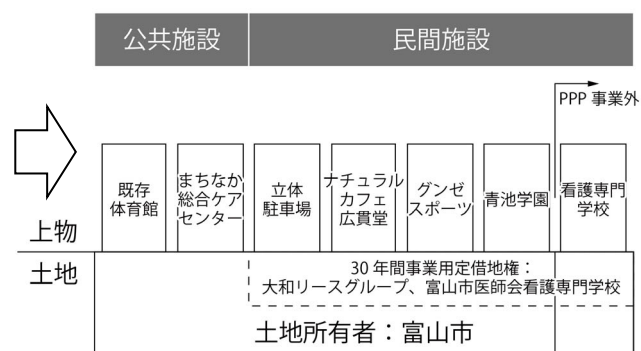 公共施設
民間施設
PPP 事業外
既存
体育館
まちなか
総合ケア
センター
立体
駐車場
ナチュラル
カフェ
広貫堂
グンゼ
スポーツ
青池学園
看護専門
学校
上物
土地
30 年間事業用定借地権：
大和リースグループ、富山市医師会看護専門学校
土地所有者：富山市